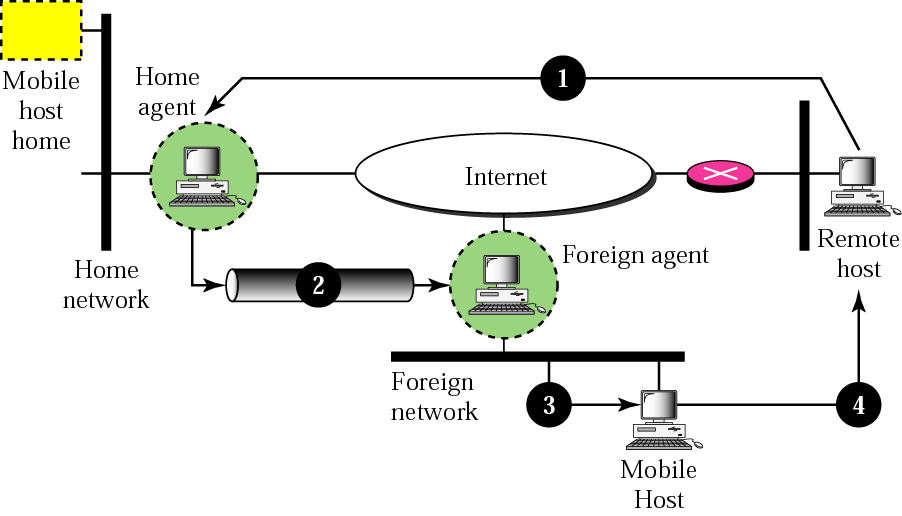 Mobile
host
home
Home
agent
1
Internet
Remote
host
Home
network
2
Foreign agent
Foreign
network
3
4
Mobile
Host